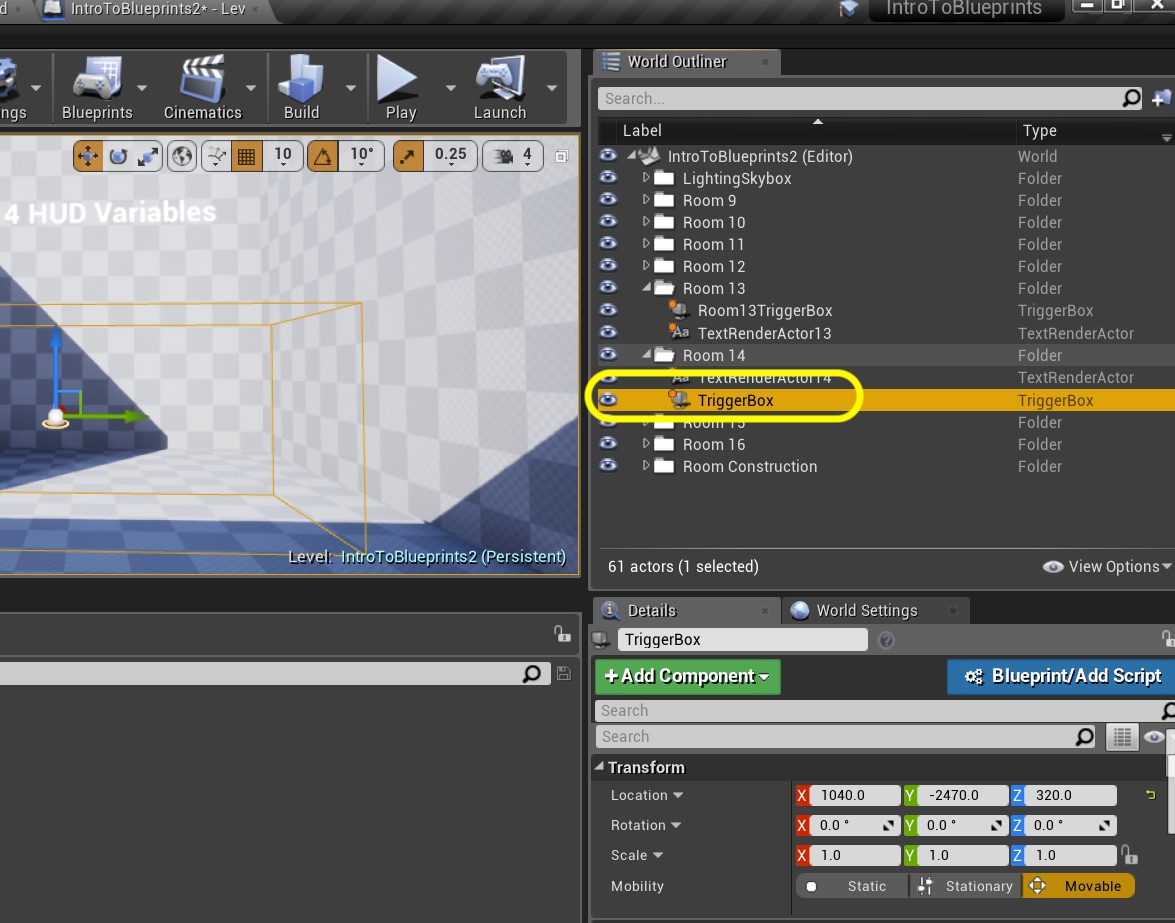 IntroToBlueprints2* - Lev
IntroToBlueprints
ngs
Blueprints
Cinematics
Build
Play
Launch
10
10°
0.25
4
4 HUD Variables
Level: IntroToBlueprints2 (Persistent)
World Outliner
Search...
Label Type
IntroToBlueprints2 (Editor) World
LightingSkybox Folder
Room 9 Folder
Room 10 Folder
Room 11 Folder
Room 12 Folder
Room 13 Folder
Room13TriggerBox TriggerBox
TextRenderActor13 TextRenderActor
Room 14 Folder
TextRenderActor14 TextRenderActor
TriggerBox TriggerBox
Room 15 Folder
Room 16 Folder
Room Construction Folder
61 actors (1 selected) View Options
Details World Settings
TriggerBox
+Add Component Blueprint/Add Script
Search
Search
Transform
Location X 1040.0 Y -2470.0 Z 320.0
Rotation X 0.0 ° Y 0.0 ° Z 0.0 °
Scale X 1.0 Y 1.0 Z 1.0
Mobility Static Stationary Movable